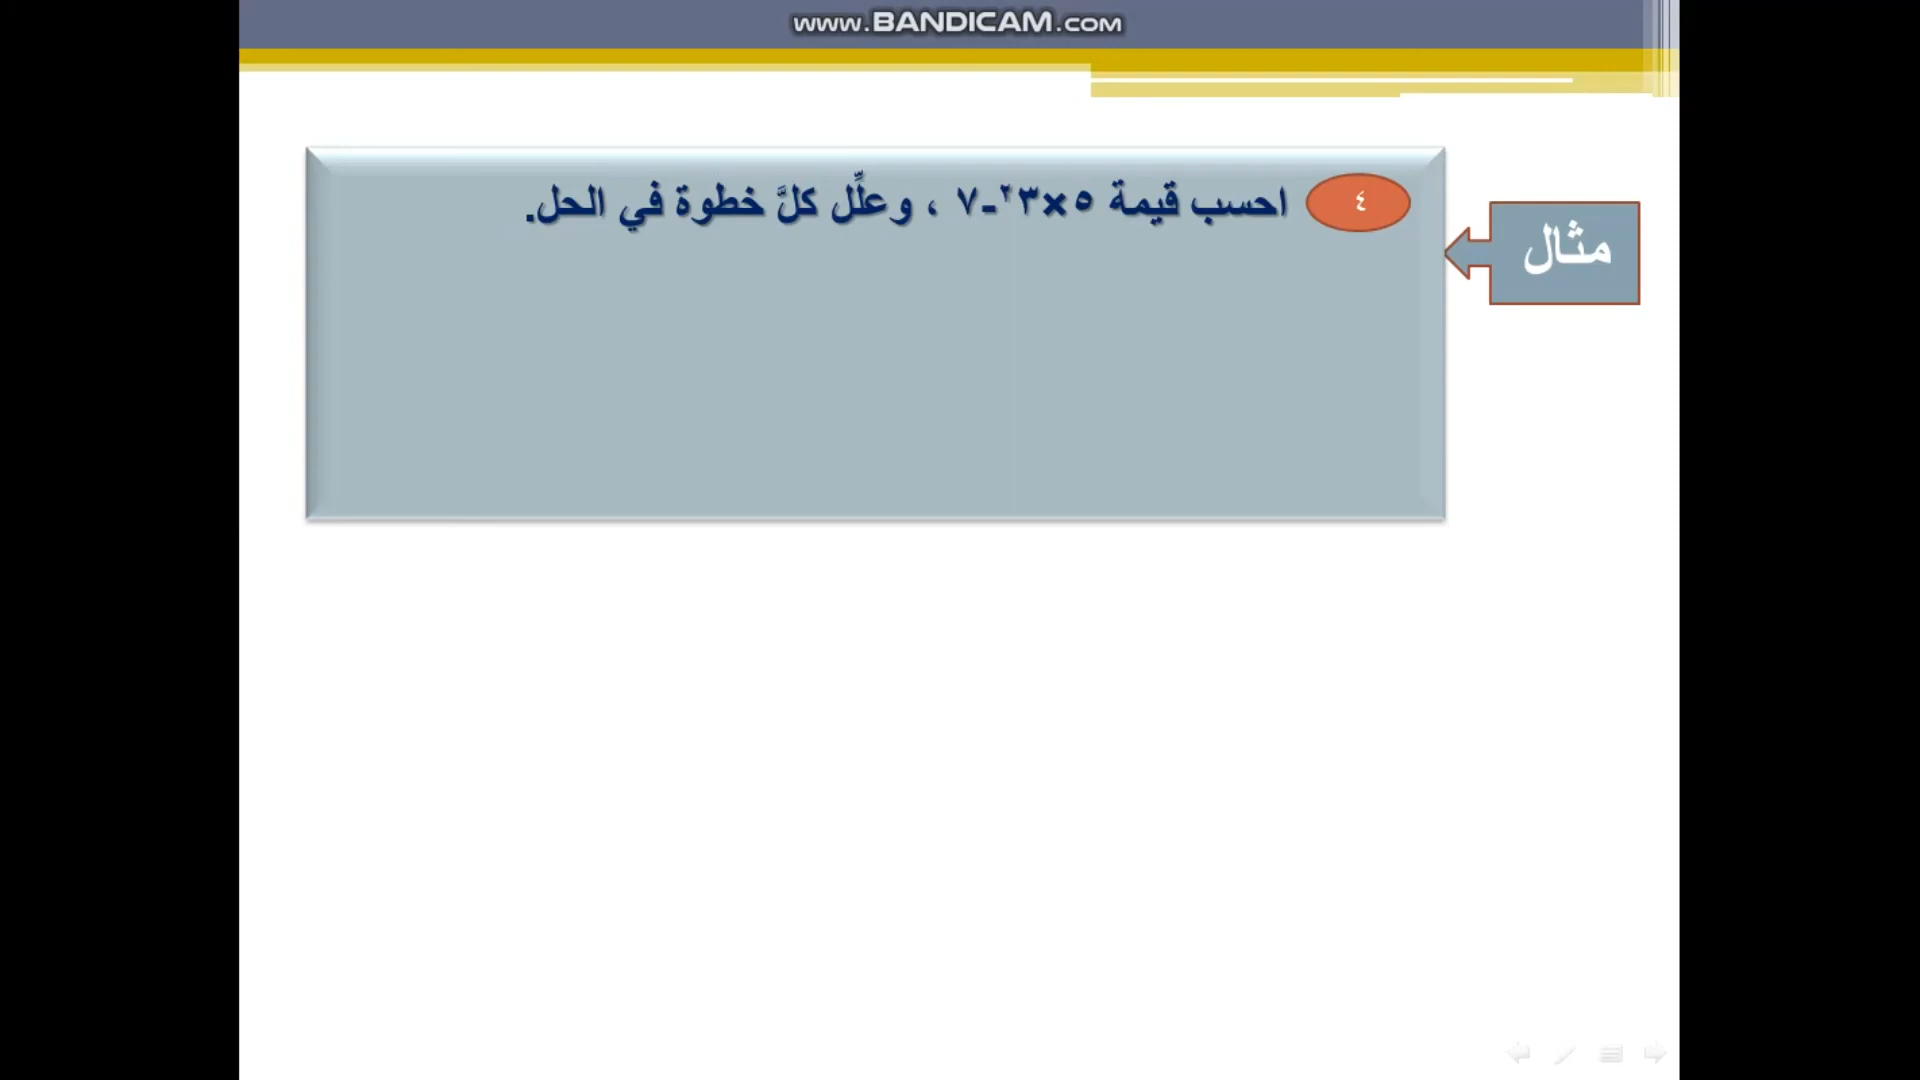 www.BANDICAM.com
٤ احسب قيمة ٥×٣٢-٧ ، وعلِّل كلَّ خطوة في الحل.
مثال